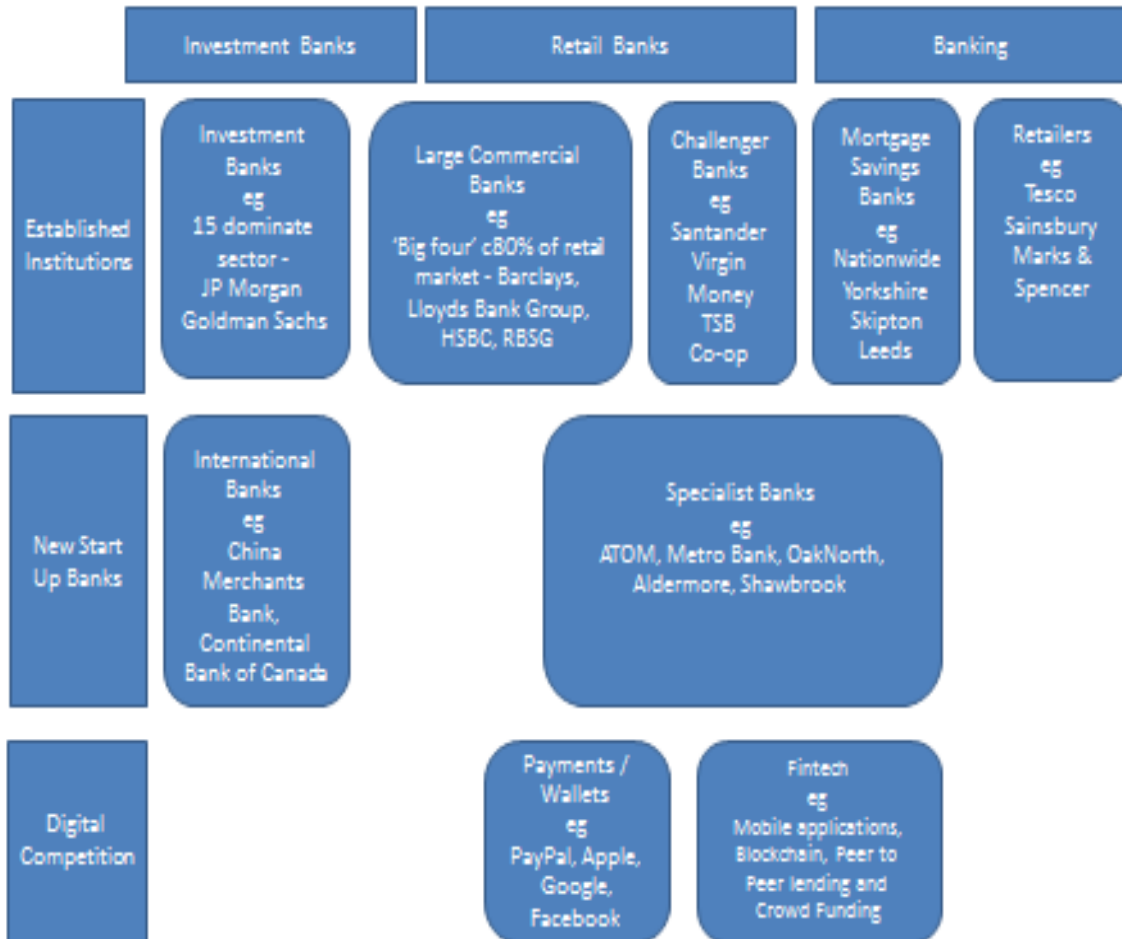 Investment Banks
Retail Banks
Banking
Established
Institutions
Investment
Banks
eg
15 dominate
sector -
JP Morgan
Goldman Sachs
Large Commercial
Banks
eg
'Big four' c80% of retail
market - Barclays,
Lloyds Bank Group,
HSBC, RBSG
Challenger
Banks
eg
Santander
Virgin
Money
TSB
Co-op
Mortgage
Savings
Banks
eg
Nationwide
Yorkshire
Skipton
Leeds
Retailers
eg
Tesco
Sainsbury
Marks &
Spencer
New Start
Up Banks
International
Banks
eg
China
Merchants
Bank,
Continental
Bank of Canada
Specialist Banks
eg
ATOM, Metro Bank, OakNorth,
Aldermore, Shawbrook
Digital
Competition
Payments /
Wallets
eg
PayPal, Apple,
Google,
Facebook
Fintech
eg
Mobile applications,
Blockchain, Peer to
Peer lending and
Crowd Funding